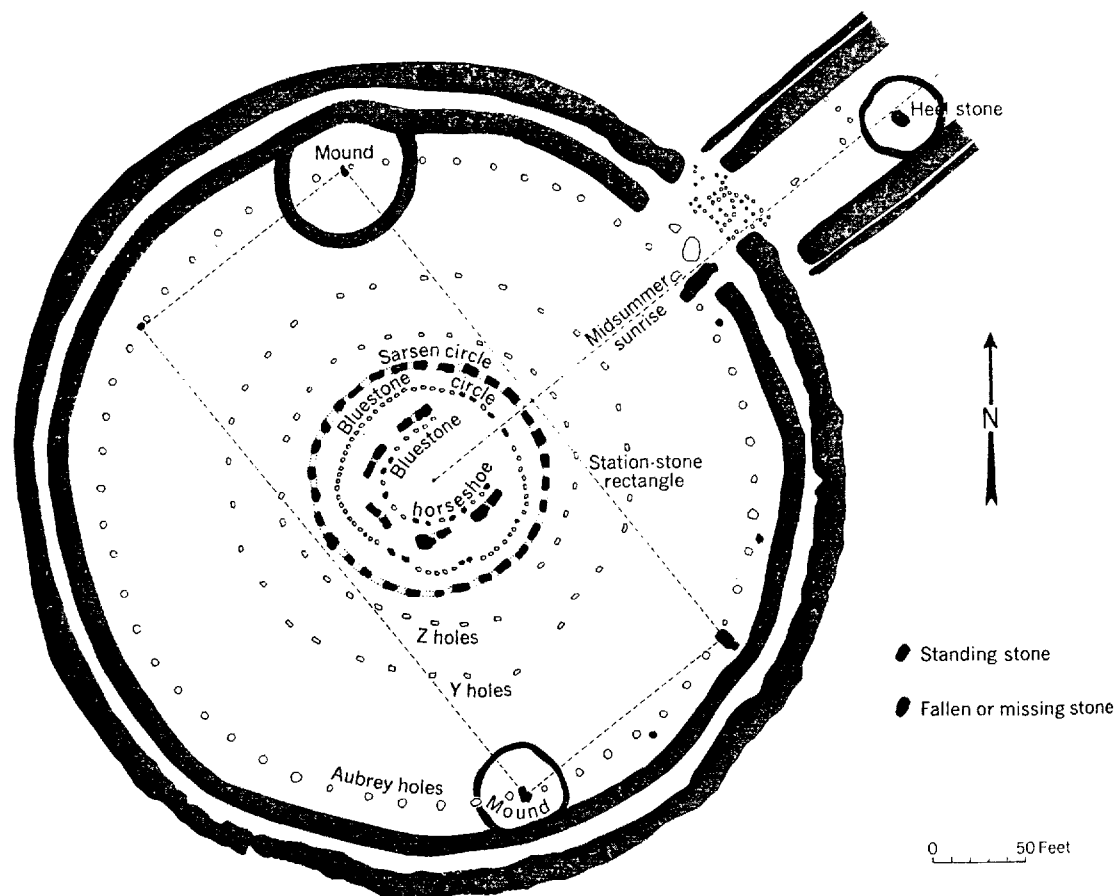 Heel stone
Mound
Midsummer
sunrise
Sarsen circle
Bluestone circle
Bluestone
horseshoe
Station-stone
rectangle
N
Z holes
Y holes
Aubrey holes
Mound
Standing stone
Fallen or missing stone
0 50 Feet